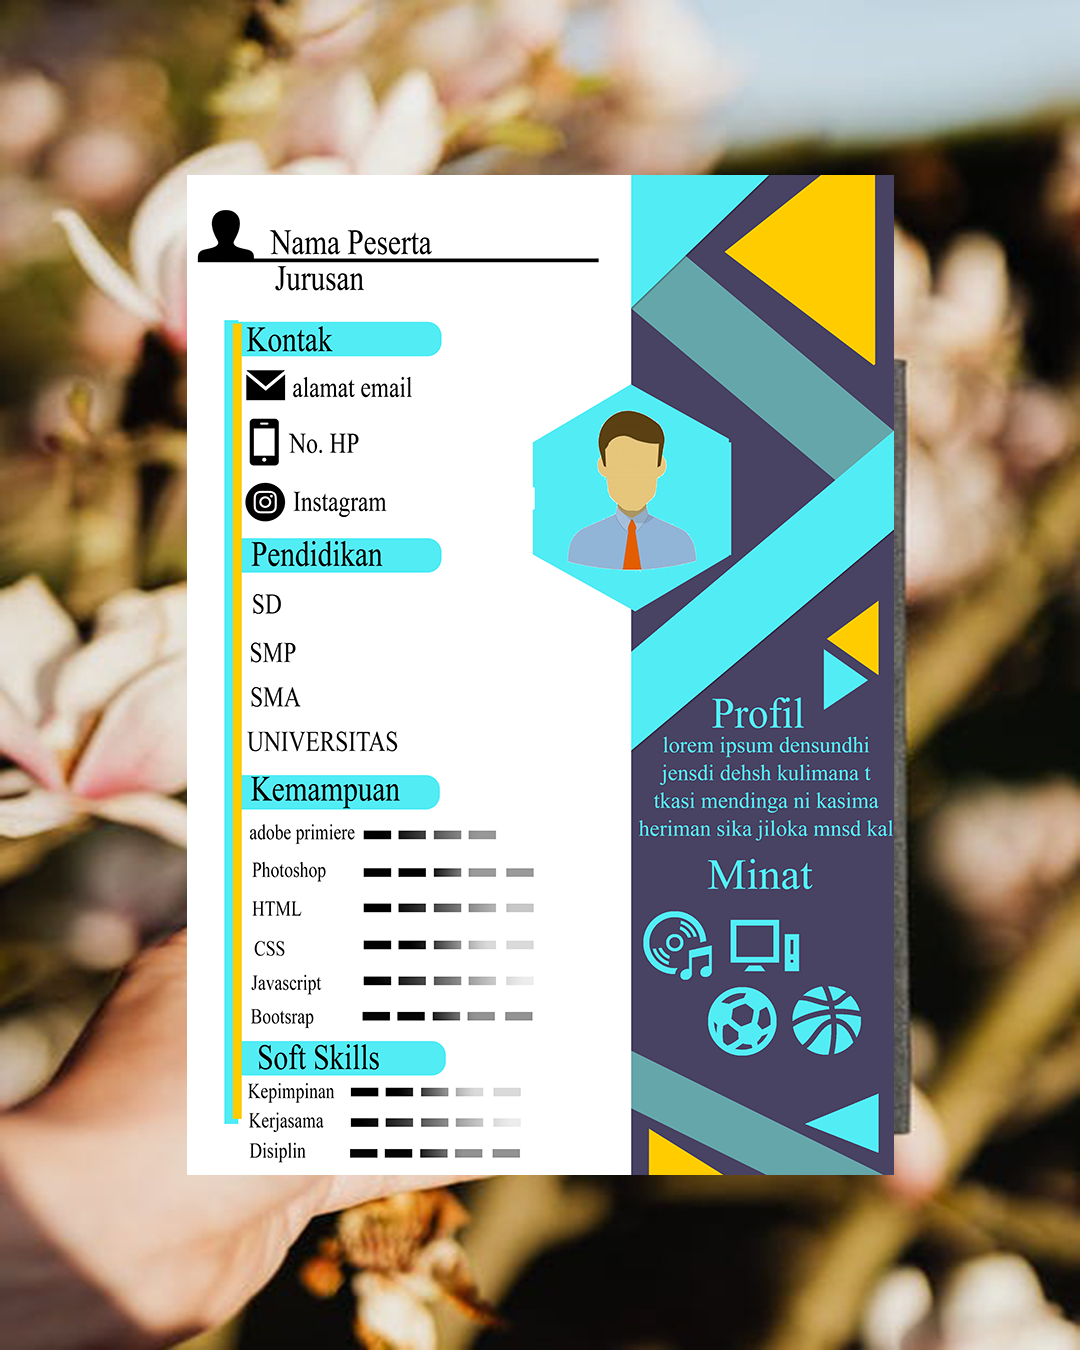 Nama Peserta
Jurusan
Kontak
alamat email
No. HP
Instagram
Pendidikan
SD
SMP
SMA
UNIVERSITAS
Kemampuan
adobe primiere
Photoshop
HTML
CSS
Javascript
Bootsrap
Soft Skills
Kepimpinan
Kerjasama
Disiplin
Profil
lorem ipsum densundhi
jensdi dehsh kulimana t
tkasi mendinga ni kasima
heriman sika jiloka mnsd kal
Minat